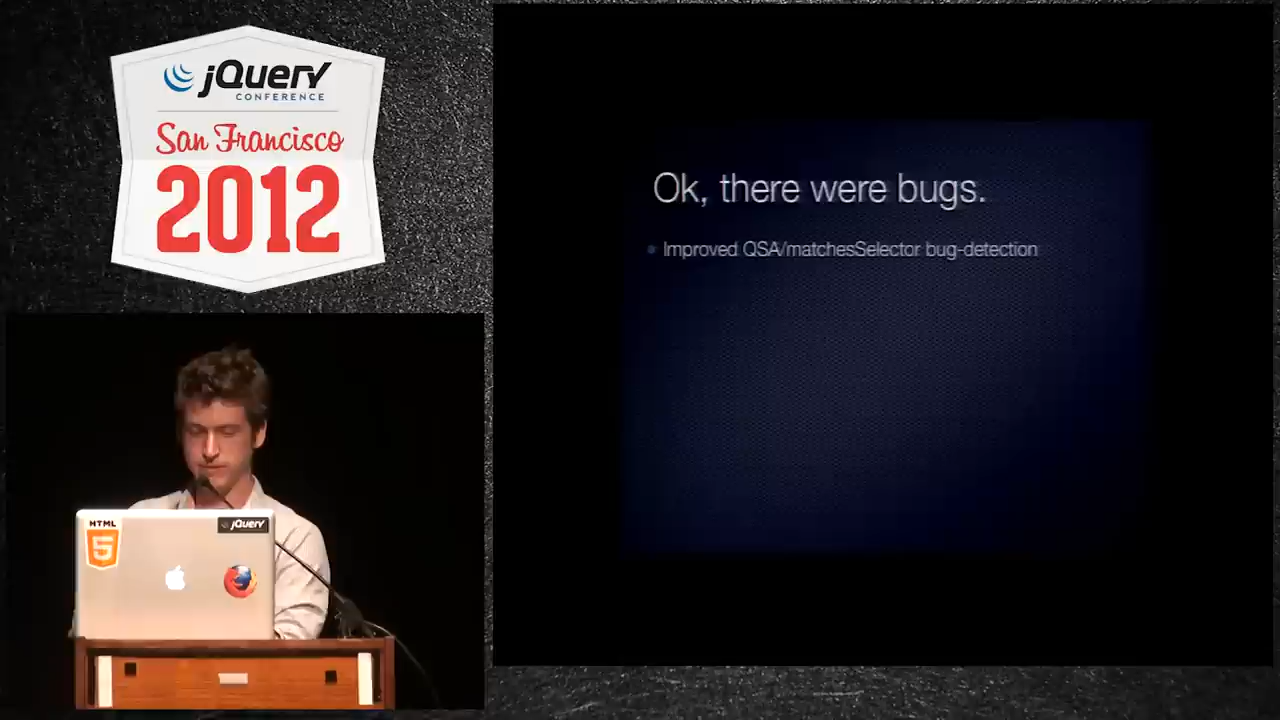 jQuery
CONFERENCE
San Francisco
2012
Ok, there were bugs.
Improved QSA/matchesSelector bug-detection
HTML
5
jQuery